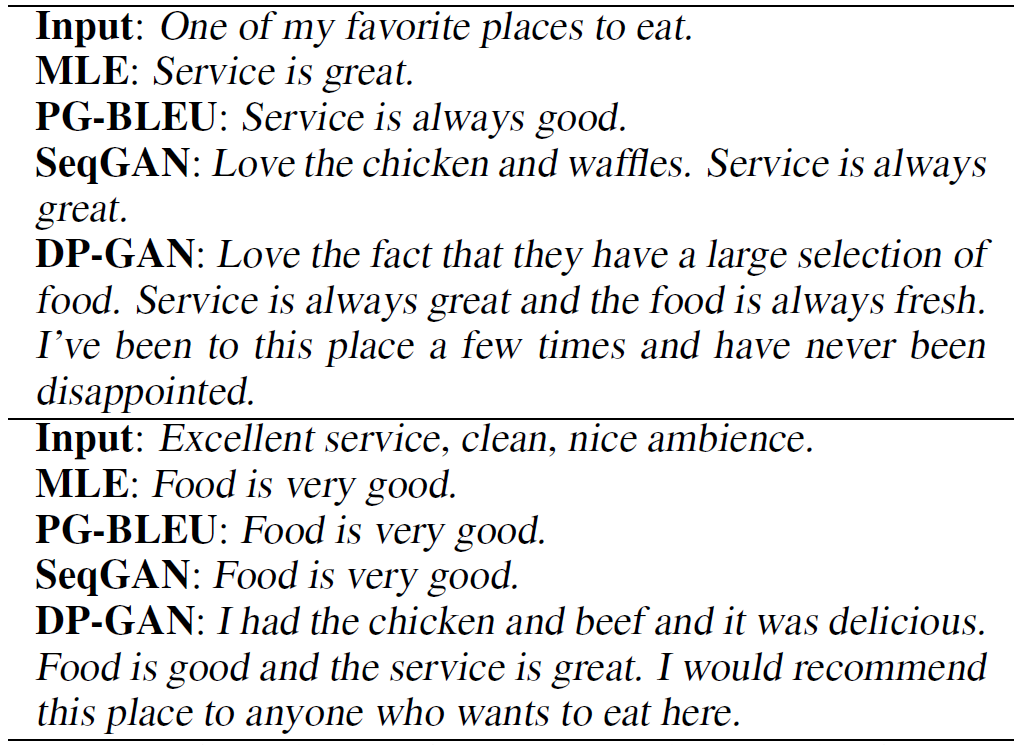 Input: One of my favorite places to eat.
MLE: Service is great.
PG-BLEU: Service is always good.
SeqGAN: Love the chicken and waffles. Service is always
great.
DP-GAN: Love the fact that they have a large selection of
food. Service is always great and the food is always fresh.
I've been to this place a few times and have never been
disappointed.
Input: Excellent service, clean, nice ambience.
MLE: Food is very good.
PG-BLEU: Food is very good.
SeqGAN: Food is very good.
DP-GAN: I had the chicken and beef and it was delicious.
Food is good and the service is great. I would recommend
this place to anyone who wants to eat here.